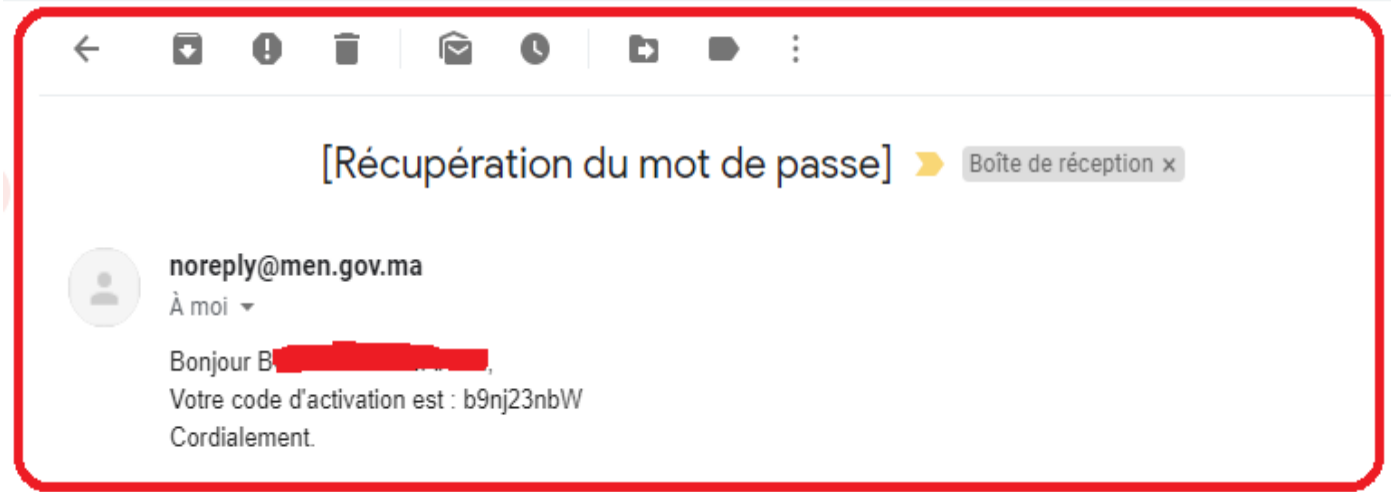 [Récupération du mot de passe]
Boîte de réception ×
noreply@men.gov.ma
À moi
Bonjour B
Votre code d'activation est : b9nj23nbW
Cordialement.